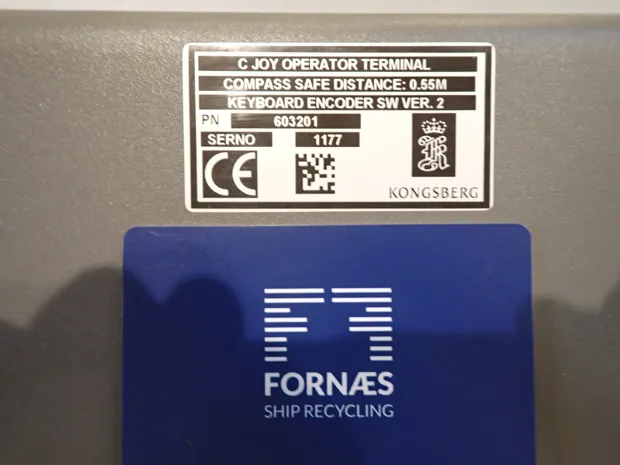 C JOY OPERATOR TERMINAL
COMPASS SAFE DISTANCE: 0.55M
KEYBOARD ENCODER SW VER. 2
PN 603201
SERNO 1177
CE
KONGSBERG
FORNÆS
SHIP RECYCLING